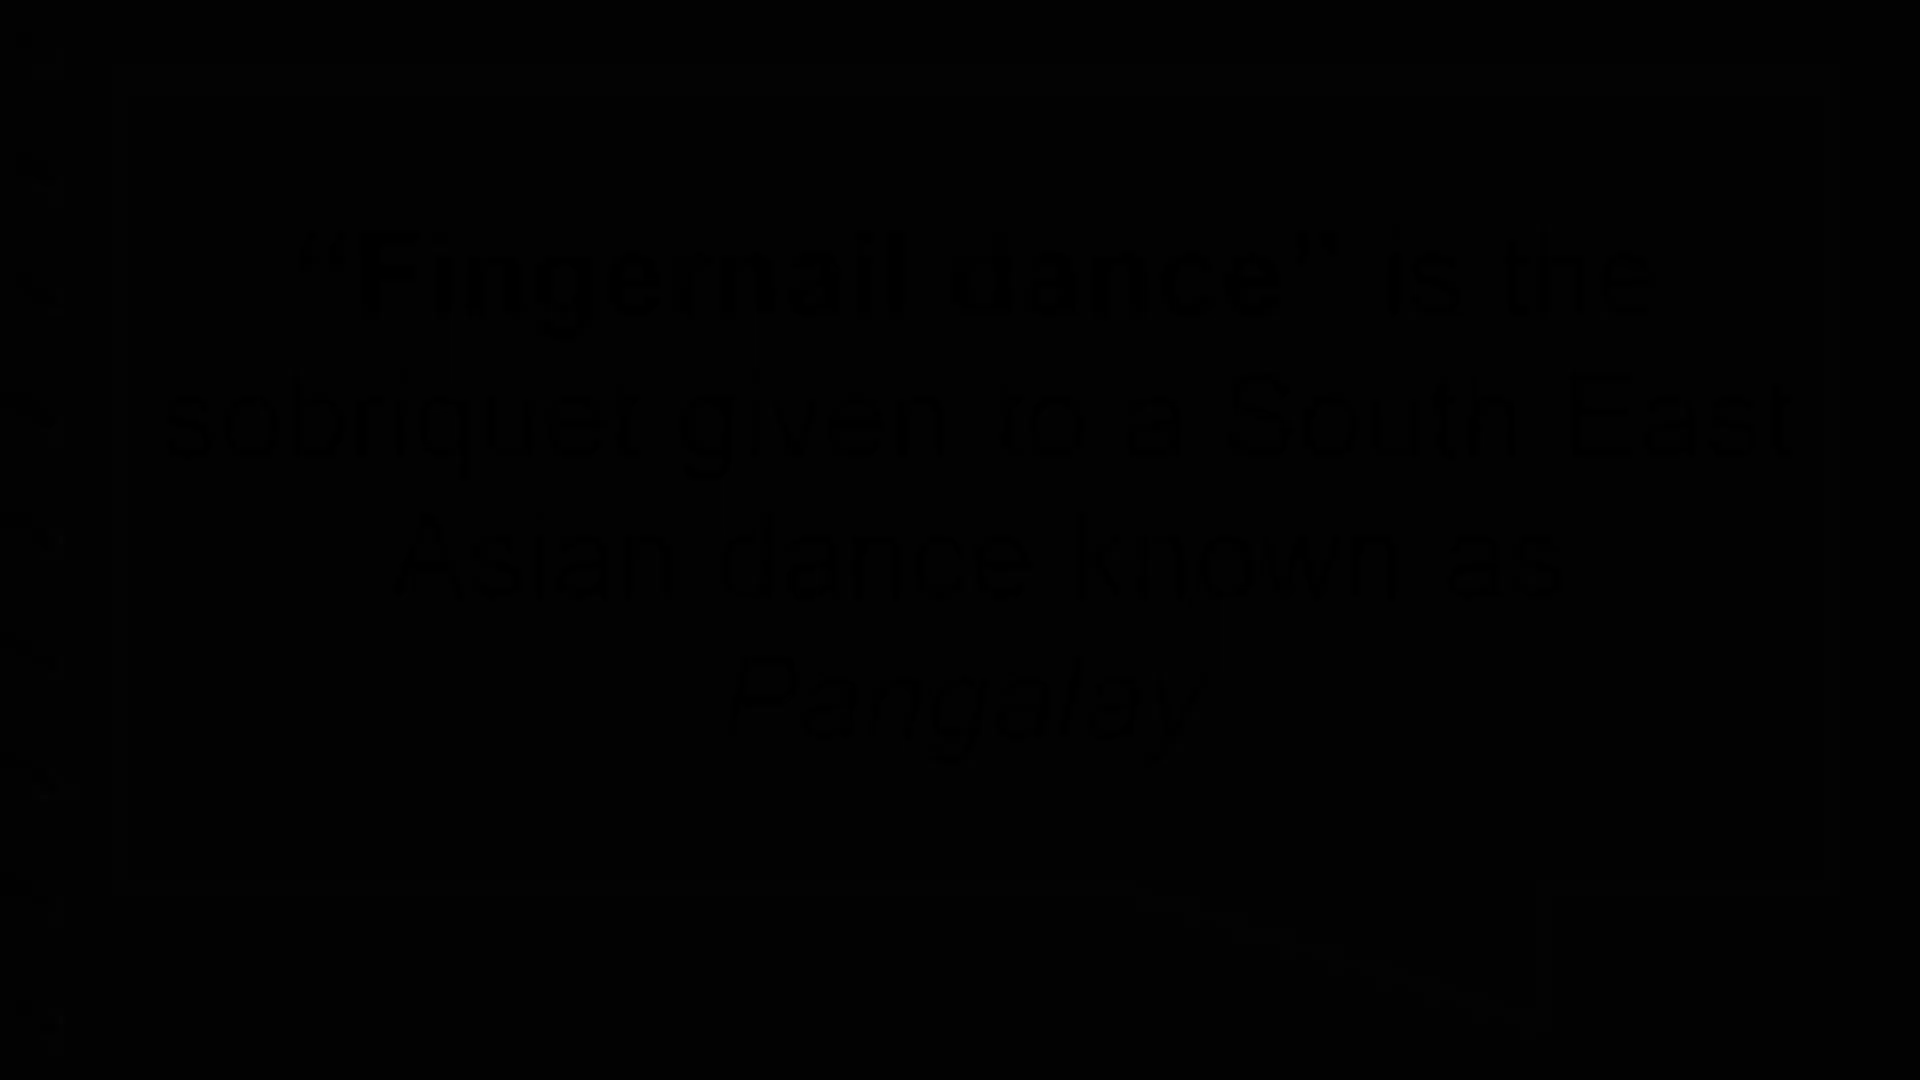 “Fingernail dance” is the
sobriquet given to a South East
Asian dance known as
Pangalay